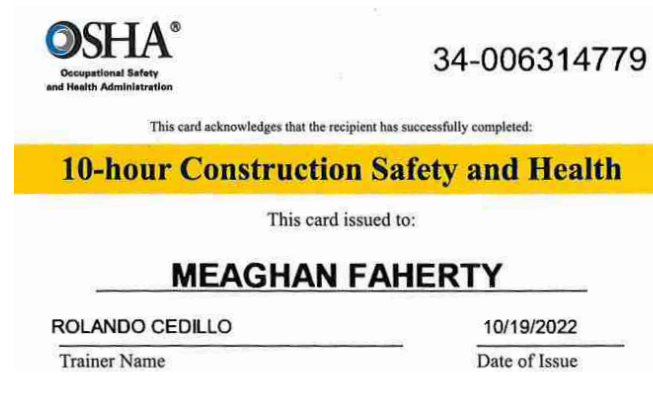 OSHA®
Occupational Safety
and Health Administration
34-006314779
This card acknowledges that the recipient has successfully completed:
10-hour Construction Safety and Health
This card issued to:
MEAGHAN FAHERTY
ROLANDO CEDILLO
10/19/2022
Trainer Name
Date of Issue